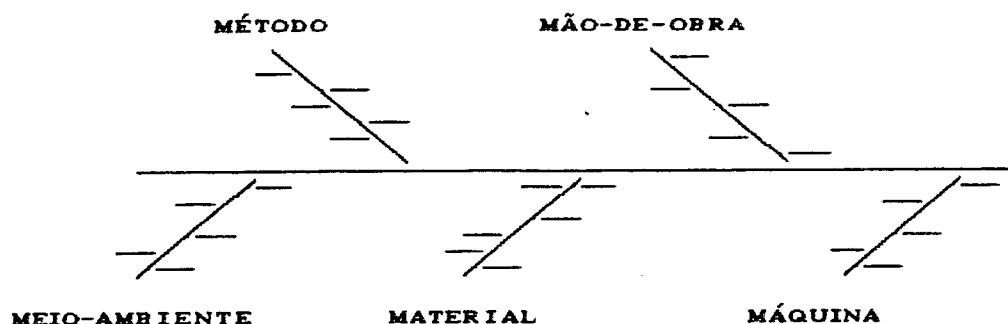 MÉTODO
MÃO-DE-OBRA
MEIO-AMBIENTE
MATERIAL
MÁQUINA